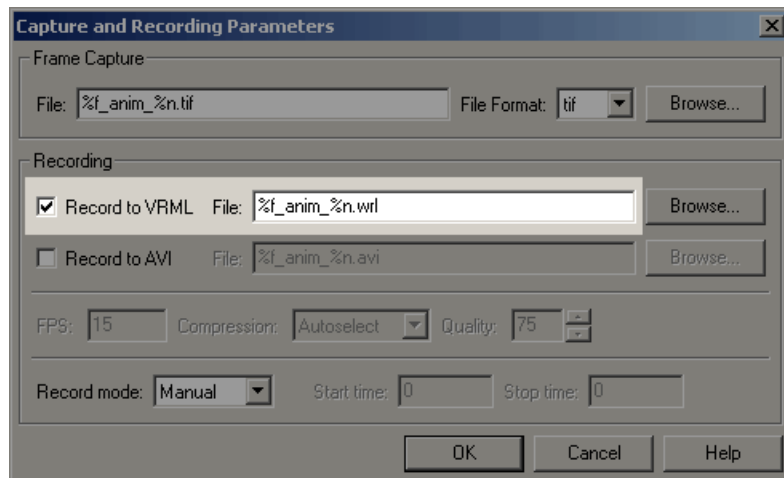 Capture and Recording Parameters
Frame Capture
File: %f_anim_%n.tif File Format: tif Browse...
Recording
Record to VRML File: %f_anim_%n.wrl Browse...
Record to AVI File: %f_anim_%n.avi Browse...
FPS: 15 Compression: Autoselect Quality: 75
Record mode: Manual Start time: 0 Stop time: 0
OK Cancel Help